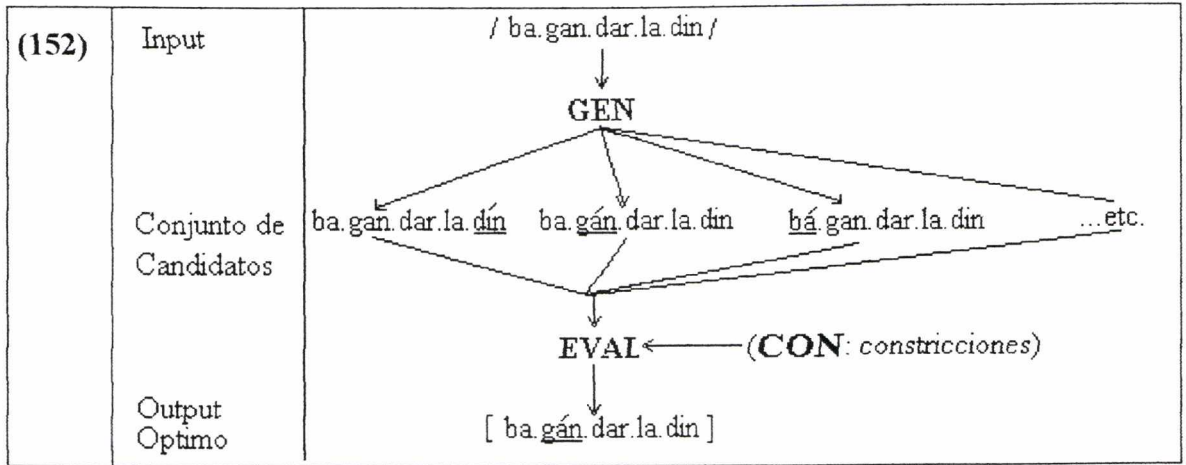 (152) Input / ba.gan.dar.la.din /
GEN
Conjunto de Candidatos ba.gan.dar.la.dín ba.gán.dar.la.din bá.gan.dar.la.din ...etc.
EVAL (CON: constricciones)
Output
Optimo [ ba.gán.dar.la.din ]